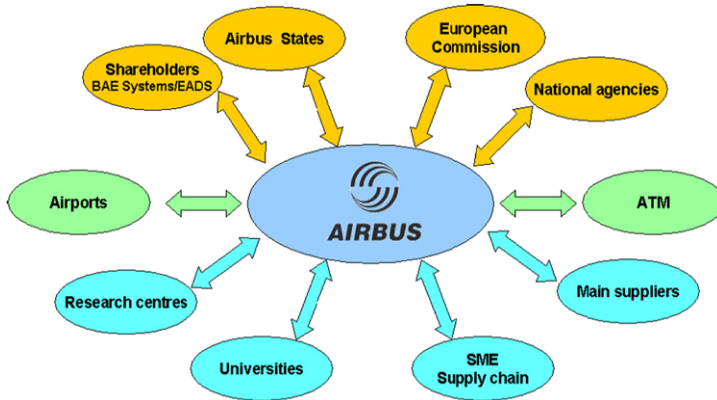 Airbus States
European
Commission
Shareholders
BAE Systems/EADS
National agencies
Airports
AIRBUS
ATM
Research centres
Main suppliers
Universities
SME
Supply chain